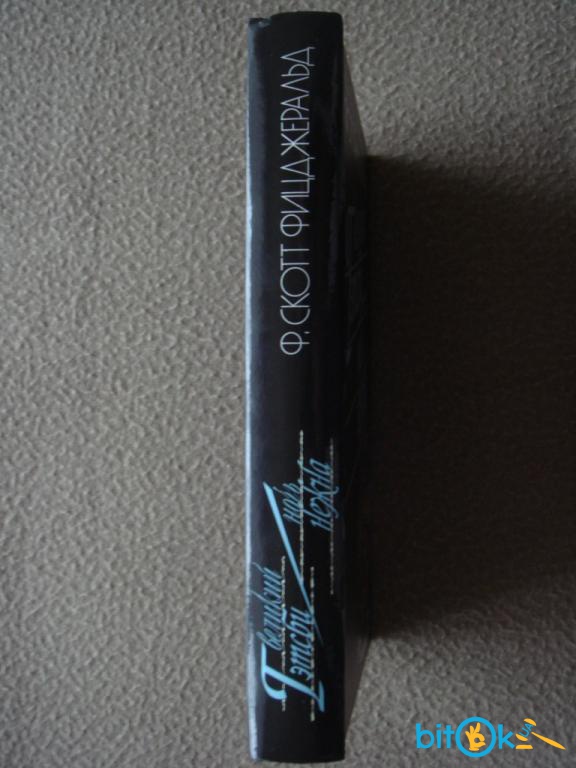 Ф. СКОТТ ФИЦДЖЕРАЛЬД
великий
Гэтсби
ночь
нежна
bitOk